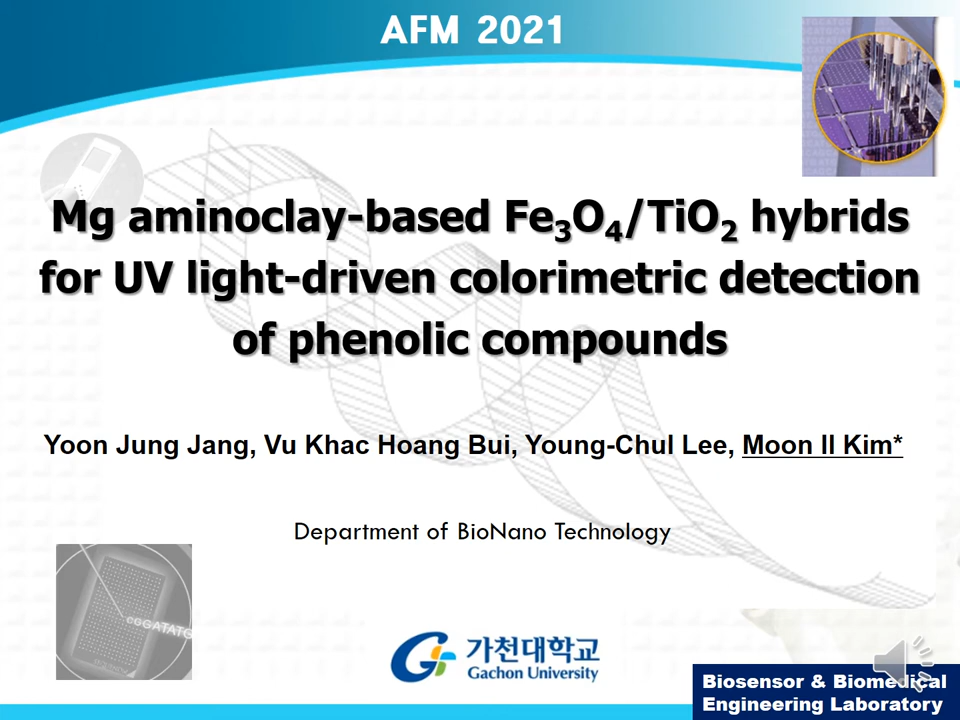 AFM 2021
Mg aminoclay-based Fe₃O₄/TiO₂ hybrids
for UV light-driven colorimetric detection
of phenolic compounds
Yoon Jung Jang, Vu Khac Hoang Bui, Young-Chul Lee, Moon Il Kim*
Department of BioNano Technology
CGGATATG
가천대학교
Gachon University
Biosensor & Biomedical
Engineering Laboratory